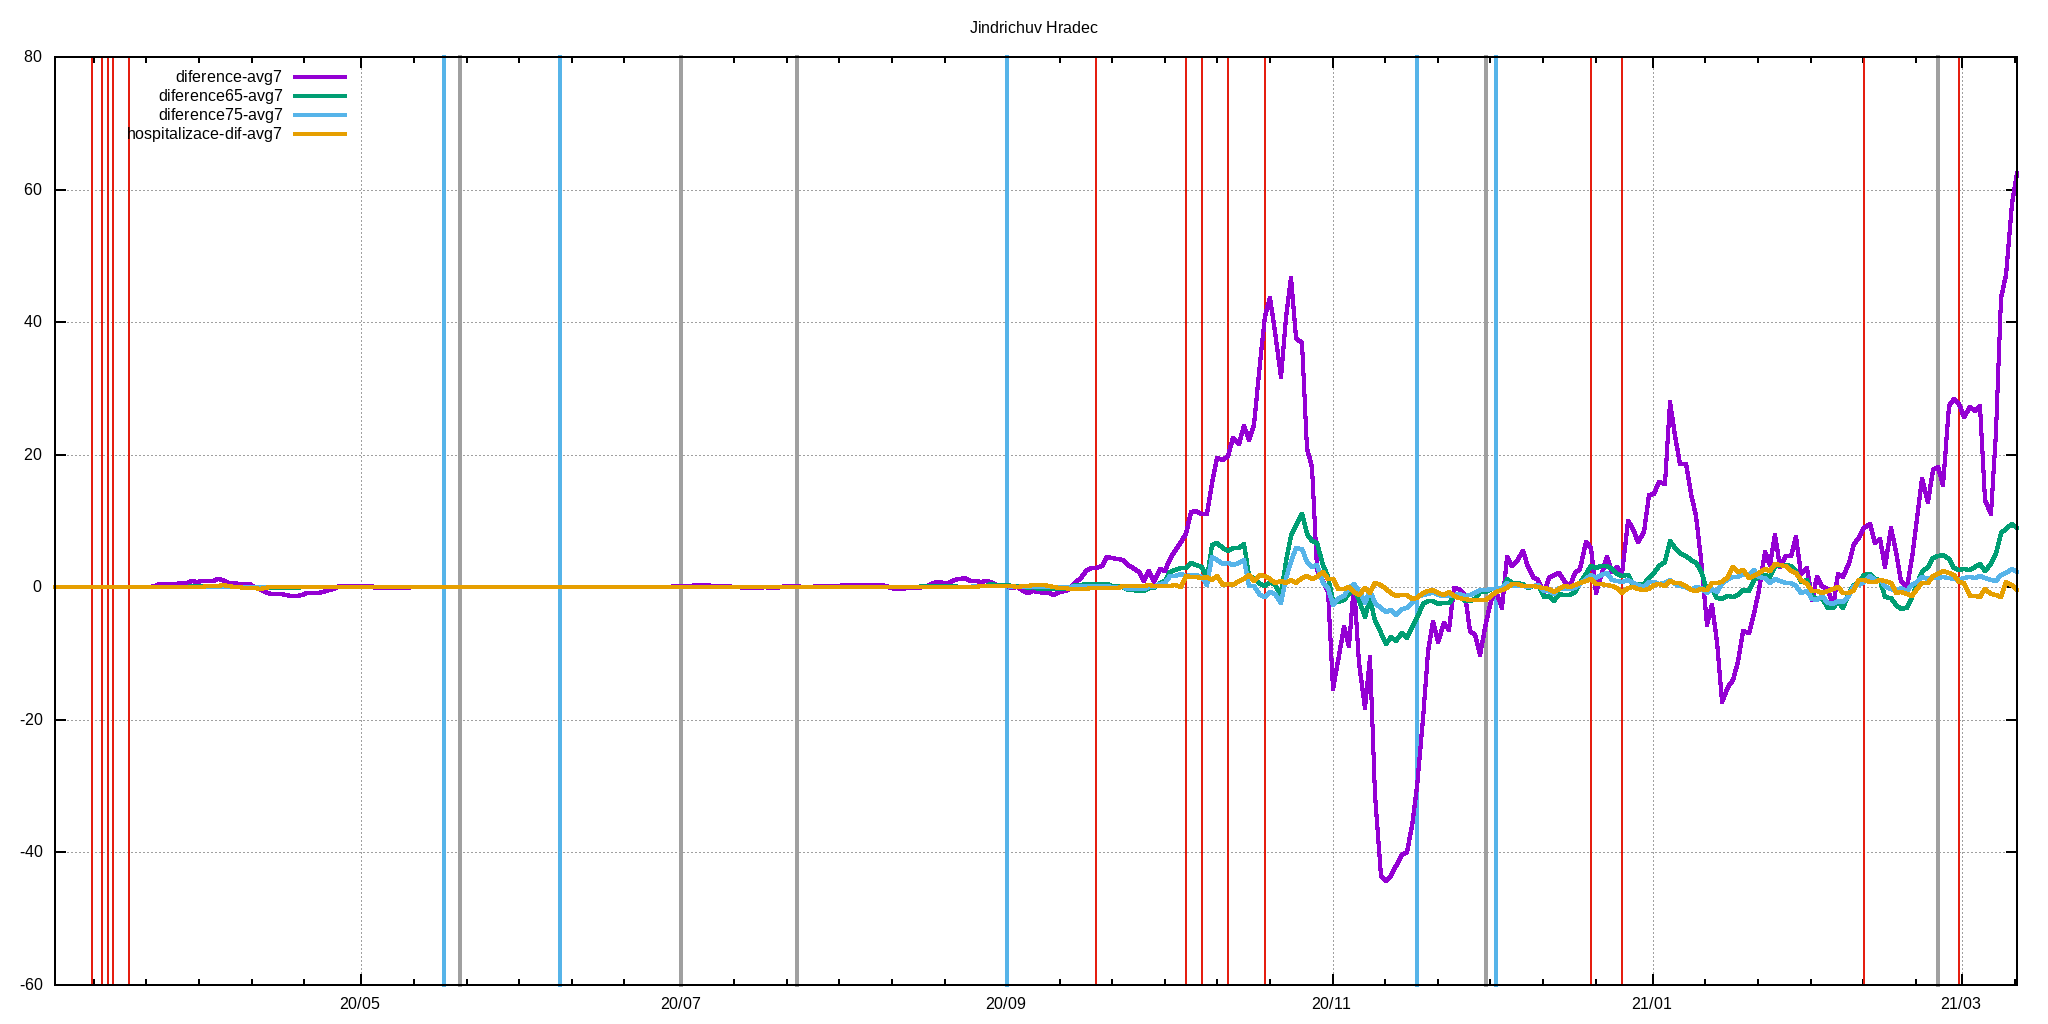 Jindrichuv Hradec
80
diference-avg7
diference65-avg7
diference75-avg7
hospitalizace-dif-avg7
60
40
20
0
-20
-40
-60
20/05
20/07
20/09
20/11
21/01
21/03